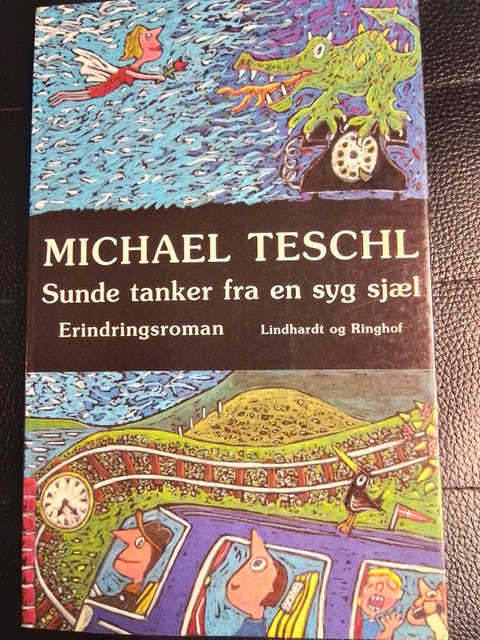 MICHAEL TESCHL
Sunde tanker fra en syg sjæl
Erindringsroman Lindhardt og Ringhof